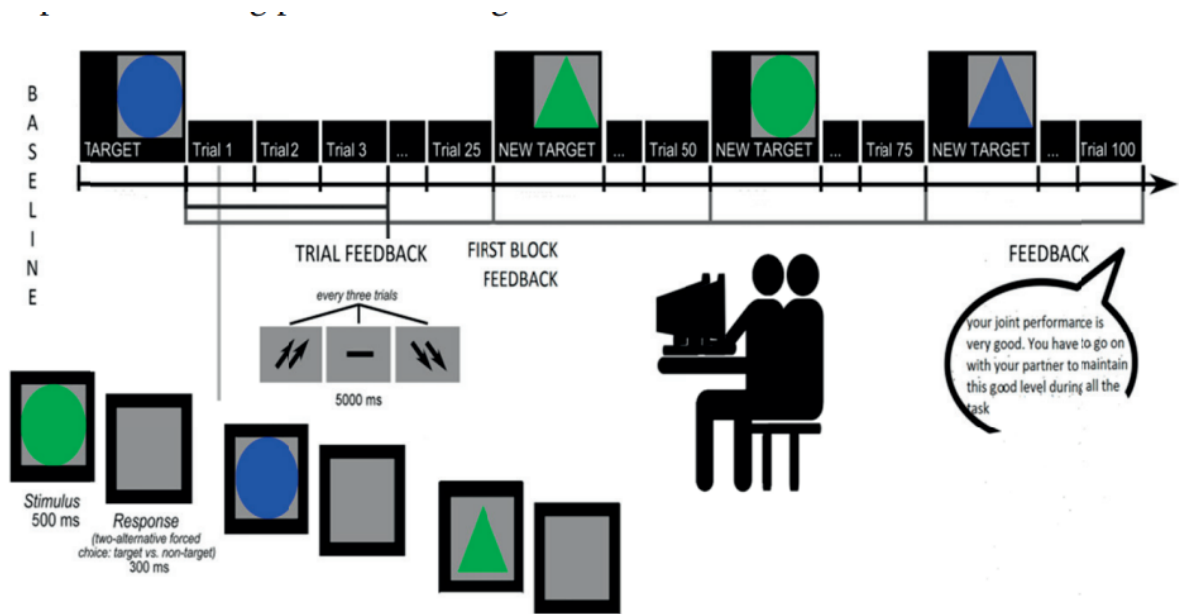 BASELINE
TARGET
Trial 1
Trial 2
Trial 3
...
Trial 25
NEW TARGET
...
Trial 50
NEW TARGET
...
Trial 75
NEW TARGET
...
Trial 100
TRIAL FEEDBACK
FIRST BLOCK
FEEDBACK
FEEDBACK
every three trials
5000 ms
your joint performance is
very good. You have to go on
with your partner to maintain
this good level during all the
task
Stimulus
500 ms
Response
(two-alternative forced
choice: target vs. non-target)
300 ms